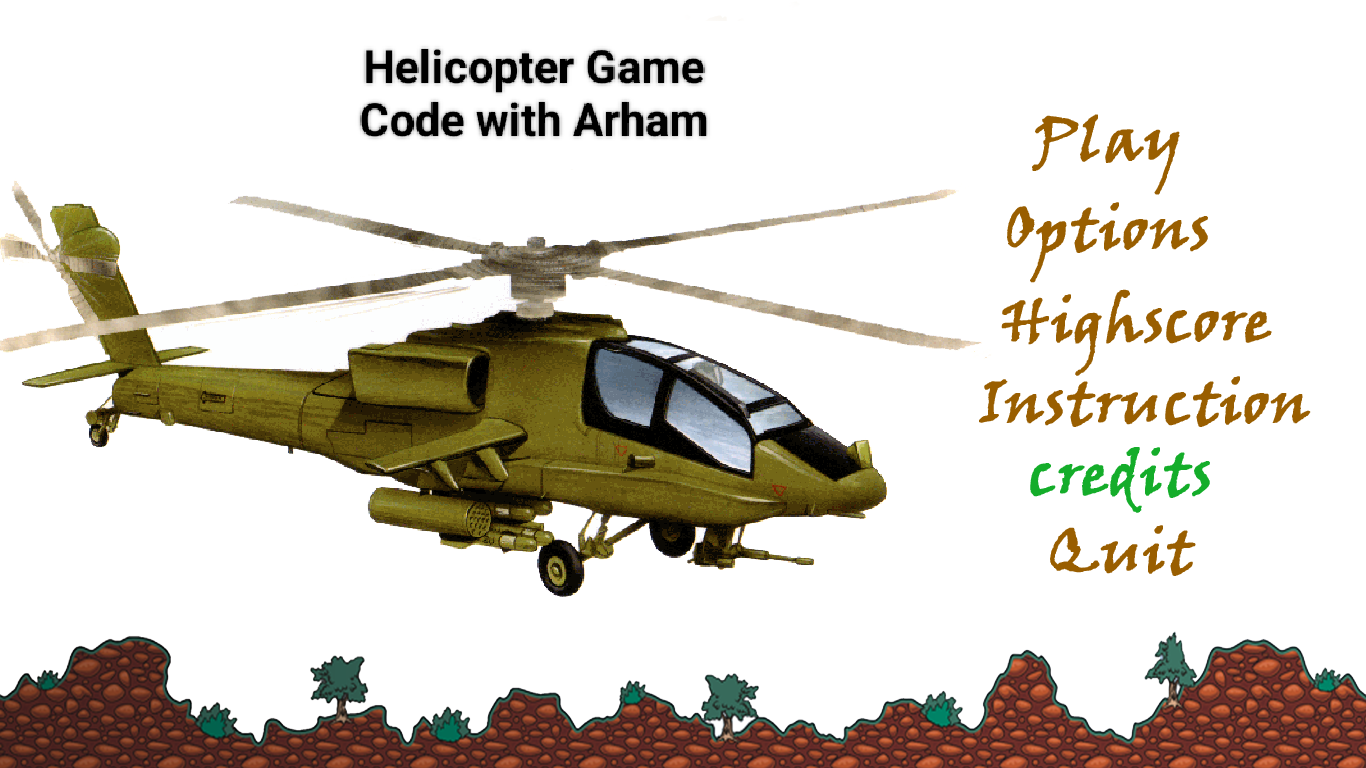 Helicopter Game
Code with Arham
Play
Options
Highscore
Instruction
credits
Quit